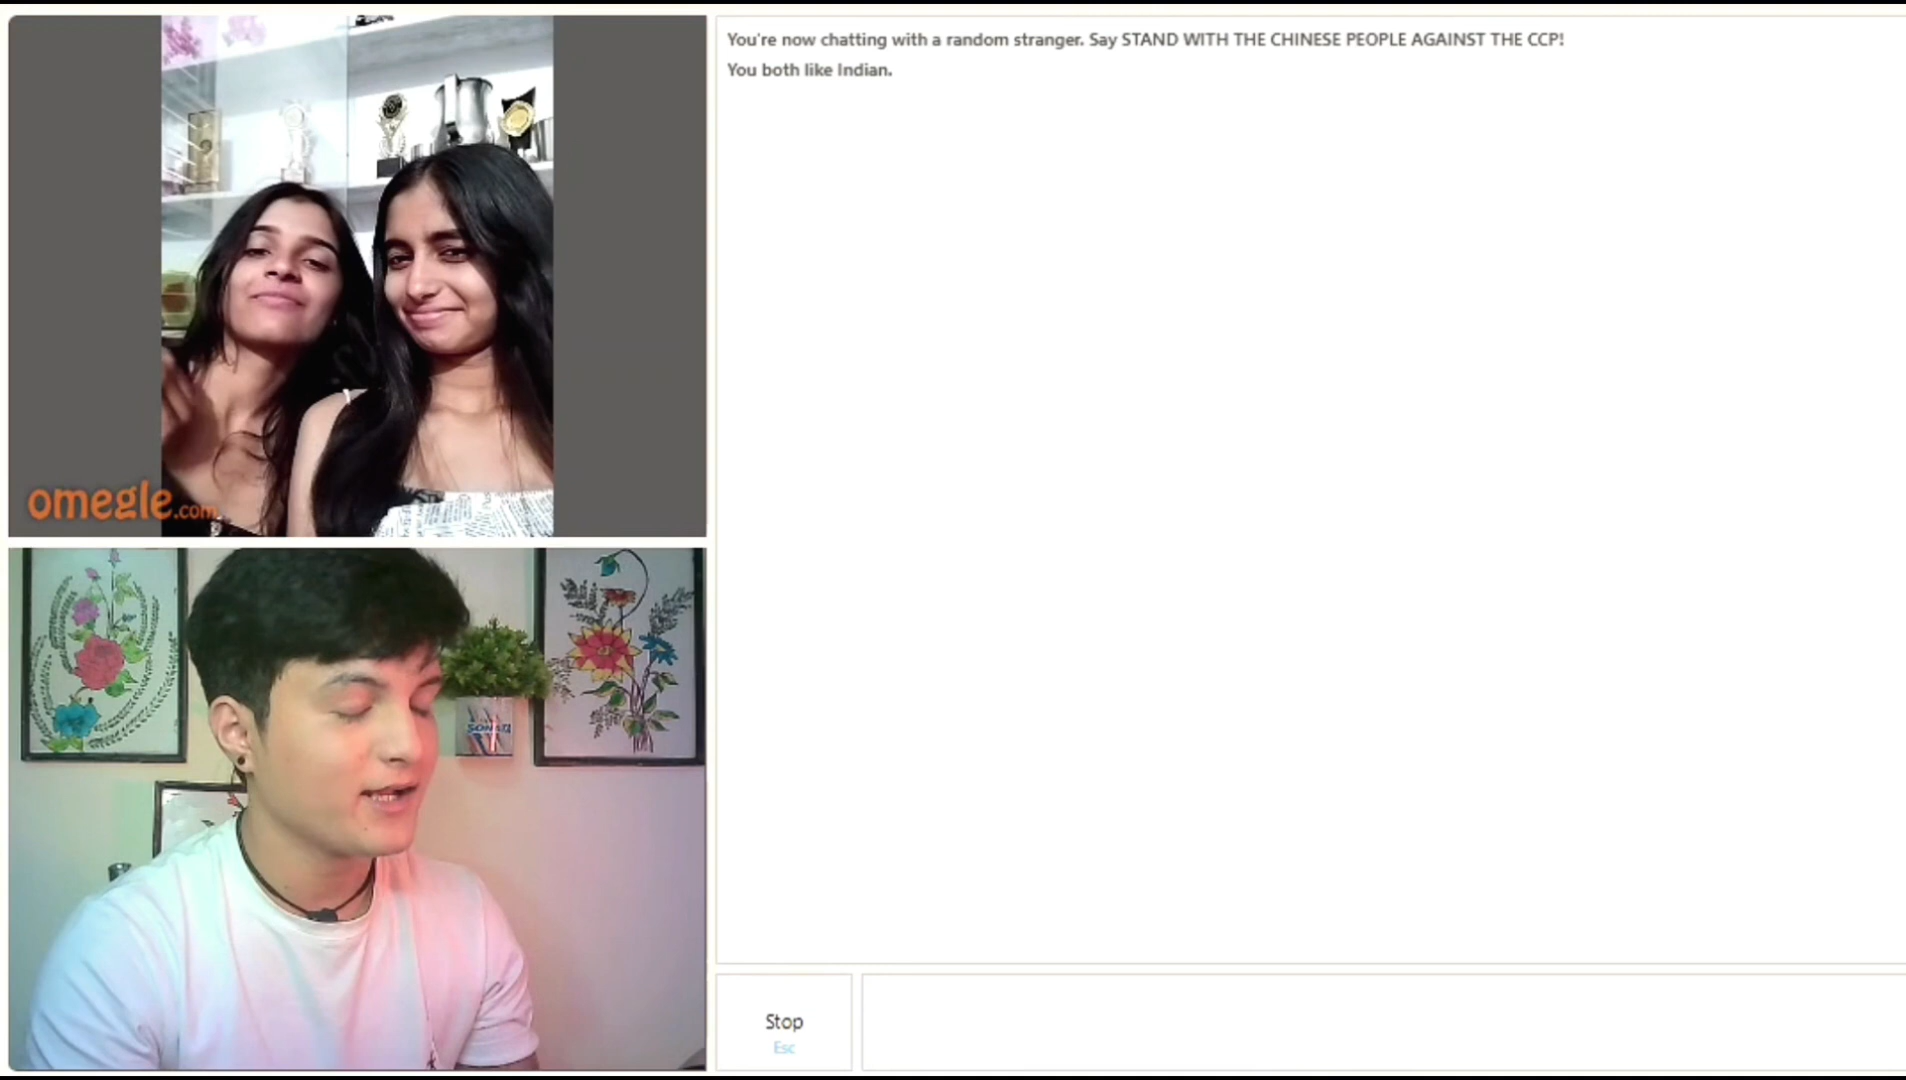 You're now chatting with a random stranger. Say STAND WITH THE CHINESE PEOPLE AGAINST THE CCP!
You both like Indian.
omegle.com
Stop
Esc